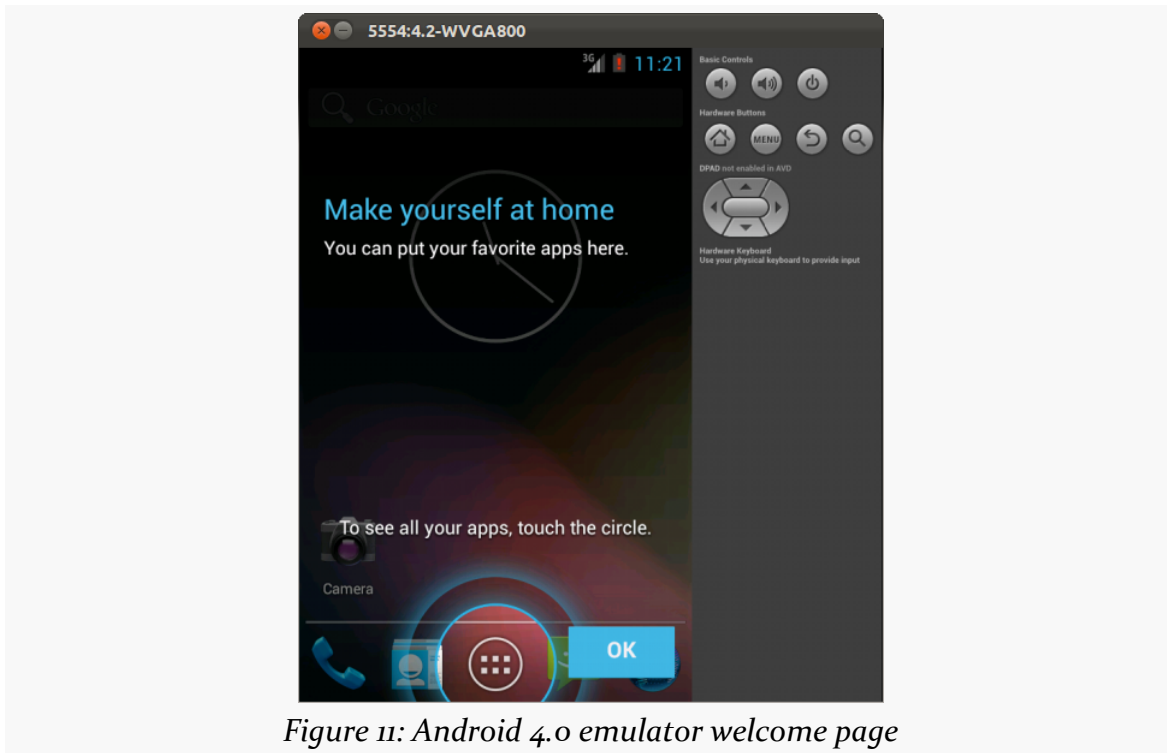 5554:4.2-WVGA800
3G 11:21
Google
Make yourself at home
You can put your favorite apps here.
To see all your apps, touch the circle.
Camera
OK
Basic Controls
Hardware Buttons
MENU
DPAD not enabled in AVD
Hardware Keyboard
Use your physical keyboard to provide input
Figure 11: Android 4.0 emulator welcome page